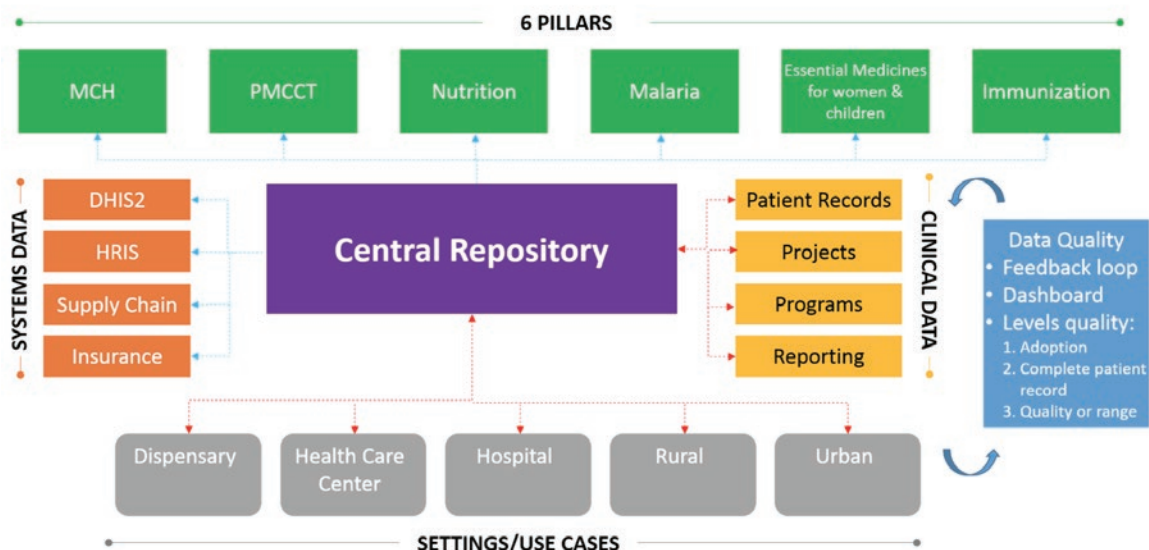 6 PILLARS
MCH
PMCCT
Nutrition
Malaria
Essential Medicines
for women &
children
Immunization
SYSTEMS DATA
DHIS2
HRIS
Supply Chain
Insurance
Central Repository
Patient Records
Projects
Programs
Reporting
CLINICAL DATA
Data Quality
• Feedback loop
• Dashboard
• Levels quality:
1. Adoption
2. Complete patient
record
3. Quality or range
Dispensary
Health Care
Center
Hospital
Rural
Urban
SETTINGS/USE CASES